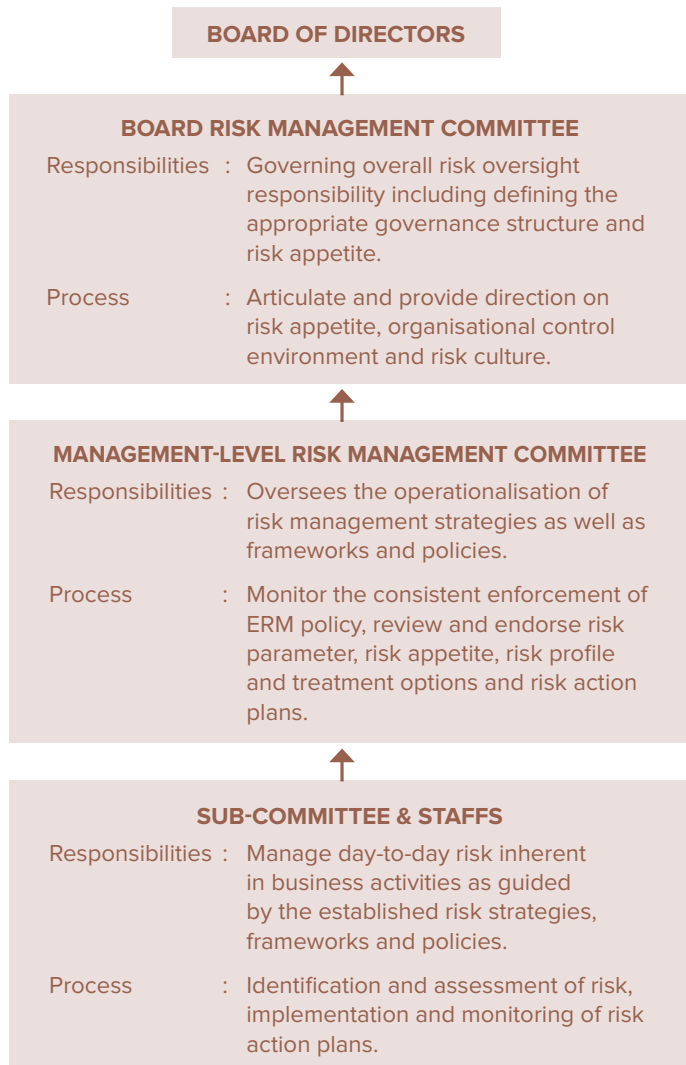 BOARD OF DIRECTORS
BOARD RISK MANAGEMENT COMMITTEE
Responsibilities : Governing overall risk oversight
responsibility including defining the
appropriate governance structure and
risk appetite.
Process : Articulate and provide direction on
risk appetite, organisational control
environment and risk culture.
MANAGEMENT-LEVEL RISK MANAGEMENT COMMITTEE
Responsibilities : Oversees the operationalisation of
risk management strategies as well as
frameworks and policies.
Process : Monitor the consistent enforcement of
ERM policy, review and endorse risk
parameter, risk appetite, risk profile
and treatment options and risk action
plans.
SUB-COMMITTEE & STAFFS
Responsibilities : Manage day-to-day risk inherent
in business activities as guided
by the established risk strategies,
frameworks and policies.
Process : Identification and assessment of risk,
implementation and monitoring of risk
action plans.